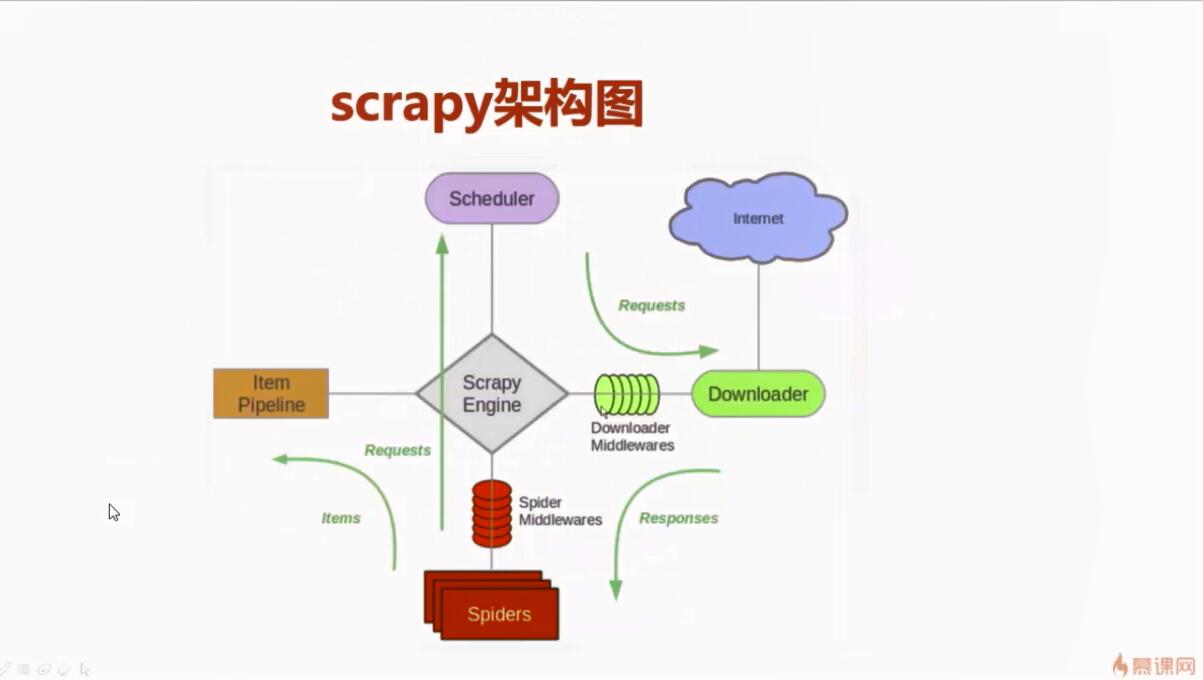 scrapy架构图
Scheduler
Internet
Requests
Item
Pipeline
Scrapy
Engine
Downloader
Downloader
Middlewares
Requests
Spider
Middlewares
Items
Responses
Spiders
慕课网